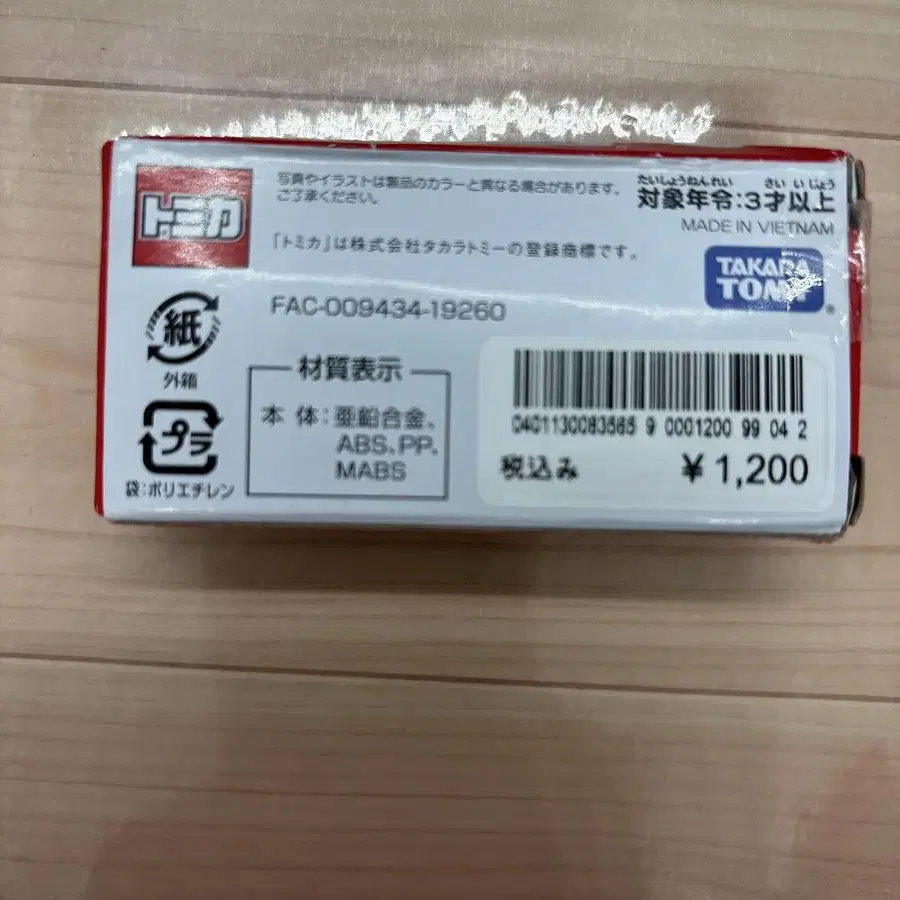 トミカ
写真やイラストは製品のカラーと異なる場合があります。
ご了承ください。
「トミカ」は株式会社タカラトミーの登録商標です。
たいしょうねんれい さいいじょう
対象年令:3才以上
MADE IN VIETNAM
TAKARA
TOMY
®
FAC-009434-19260
紙
外箱
プラ
袋:ポリエチレン
材質表示
本体:亜鉛合金、
ABS、PP、
MABS
0401130083565 9 0001200 99 04 2
税込み ¥1,200